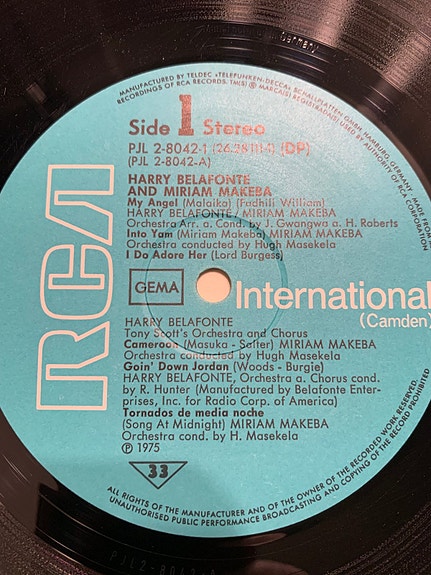 Germany
MANUFACTURED BY TELDEC «TELEFUNKEN-DECCA» SCHALLPLATTEN GMBH, HAMBURG, GERMANY · MADE FROM
RECORDINGS OF RCA RECORDS. TM(S) ® MARCA(S) REGISTRADA(S) USED BY AUTHORITY OF RCA CORPORATION
Side 1 Stereo
PJL 2-8042-1 (26.28111-1) (DP)
(PJL 2-8042-A)
HARRY BELAFONTE
AND MIRIAM MAKEBA
My Angel (Malaika) (Fadhili William)
HARRY BELAFONTE / MIRIAM MAKEBA
Orchestra Arr. a. Cond. by J. Gwangwa a. H. Roberts
Into Yam (Miriam Makeba) MIRIAM MAKEBA
Orchestra conducted by Hugh Masekela
I Do Adore Her (Lord Burgess)
RCA
GEMA
International
(Camden)
HARRY BELAFONTE
Tony Scott's Orchestra and Chorus
Cameroon (Masuka - Salter) MIRIAM MAKEBA
Orchestra conducted by Hugh Masekela
Goin' Down Jordan (Woods - Burgie)
HARRY BELAFONTE, Orchestra a. Chorus cond.
by R. Hunter (Manufactured by Belafonte Enter-
prises, Inc. for Radio Corp. of America)
Tornados de media noche
(Song At Midnight) MIRIAM MAKEBA
Orchestra cond. by H. Masekela
℗ 1975
33
ALL RIGHTS OF THE MANUFACTURER AND OF THE OWNER OF THE RECORDED WORK RESERVED.
UNAUTHORISED PUBLIC PERFORMANCE BROADCASTING AND COPYING OF THE RECORD PROHIBITED